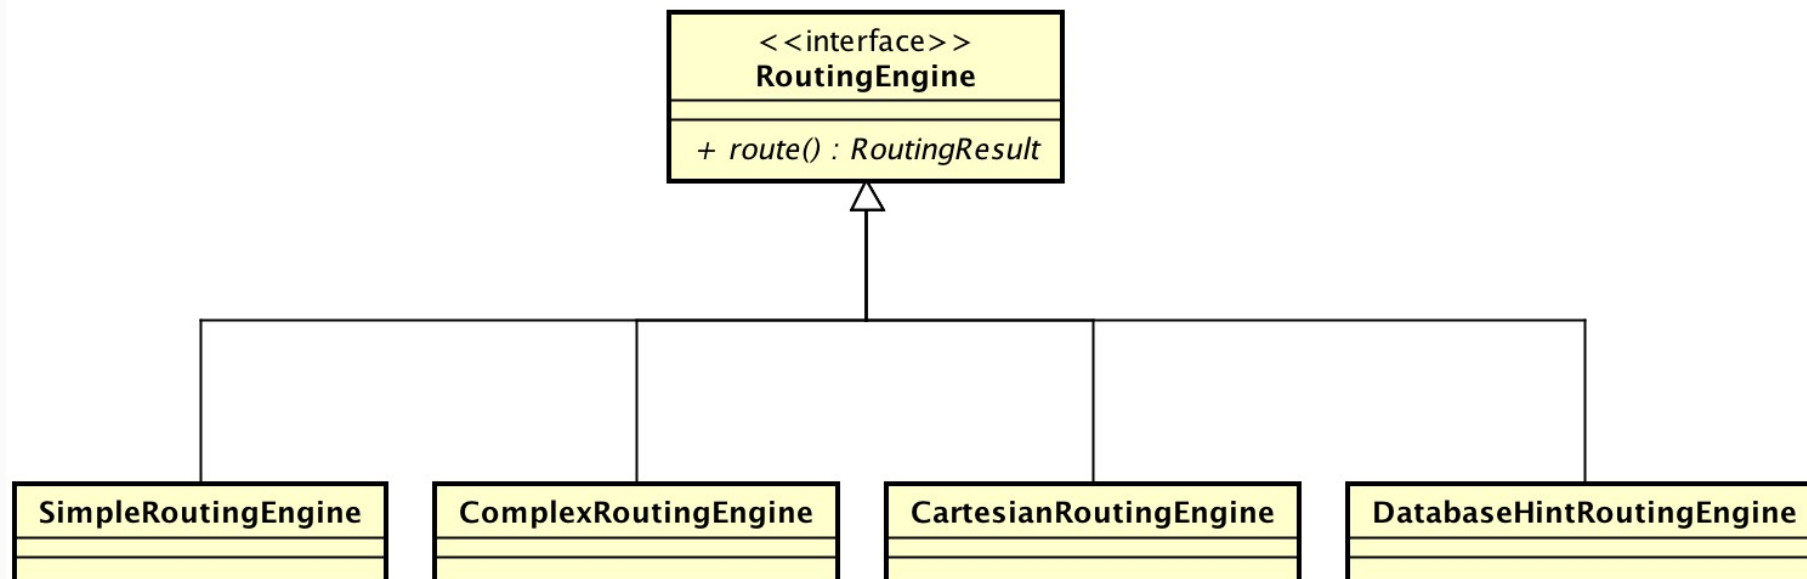 <<interface>>
RoutingEngine
+ route() : RoutingResult
SimpleRoutingEngine
ComplexRoutingEngine
CartesianRoutingEngine
DatabaseHintRoutingEngine